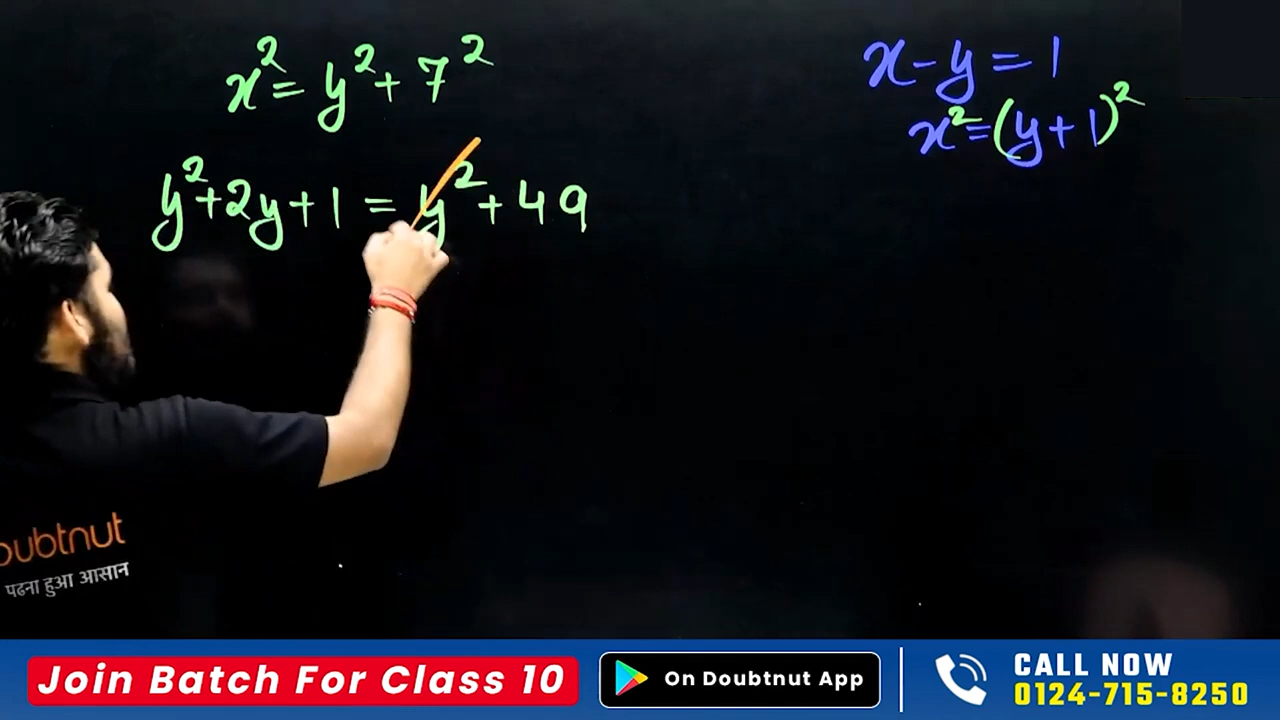 x² = y² + 7²
x - y = 1
x² = (y + 1)²
y² + 2y + 1 = y² + 49
oubtnut
पढना हुआ आसान
Join Batch For Class 10
On Doubtnut App
CALL NOW
0124-715-8250